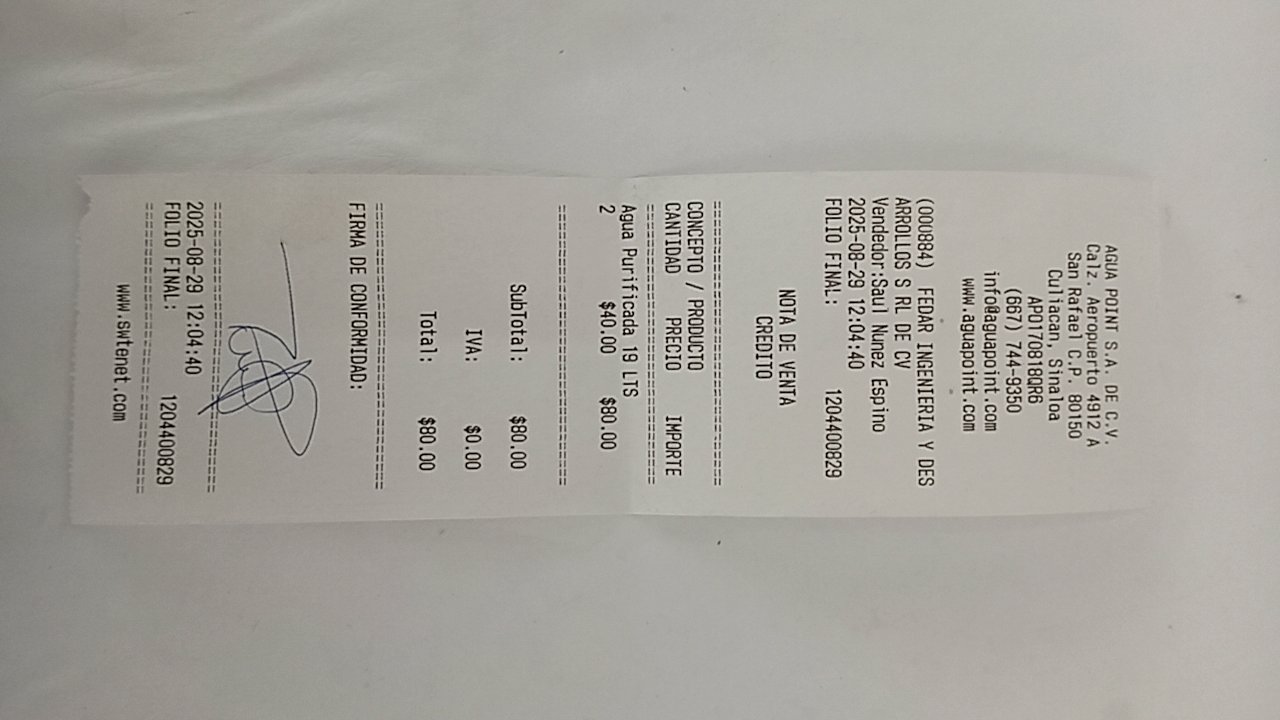 AGUA POINT S.A. DE C.V.
Calz. Aeropuerto 4912 A
San Rafael C.P. 80150
Culiacan, Sinaloa
APO170818QR6
(667) 744-9350
info@aguapoint.com
www.aguapoint.com
(000884) FEDAR INGENIERIA Y DES
ARROLLOS S RL DE CV
Vendedor:Saul Nunez Espino
2025-08-29 12:04:40
FOLIO FINAL: 1204400829
NOTA DE VENTA
CREDITO
===============================
CONCEPTO / PRODUCTO
CANTIDAD PRECIO IMPORTE
===============================
Agua Purificada 19 LTS
2 $40.00 $80.00
===============================
SubTotal: $80.00
IVA: $0.00
Total: $80.00
===============================
FIRMA DE CONFORMIDAD:
===============================
2025-08-29 12:04:40
FOLIO FINAL: 1204400829
===============================
www.swtenet.com